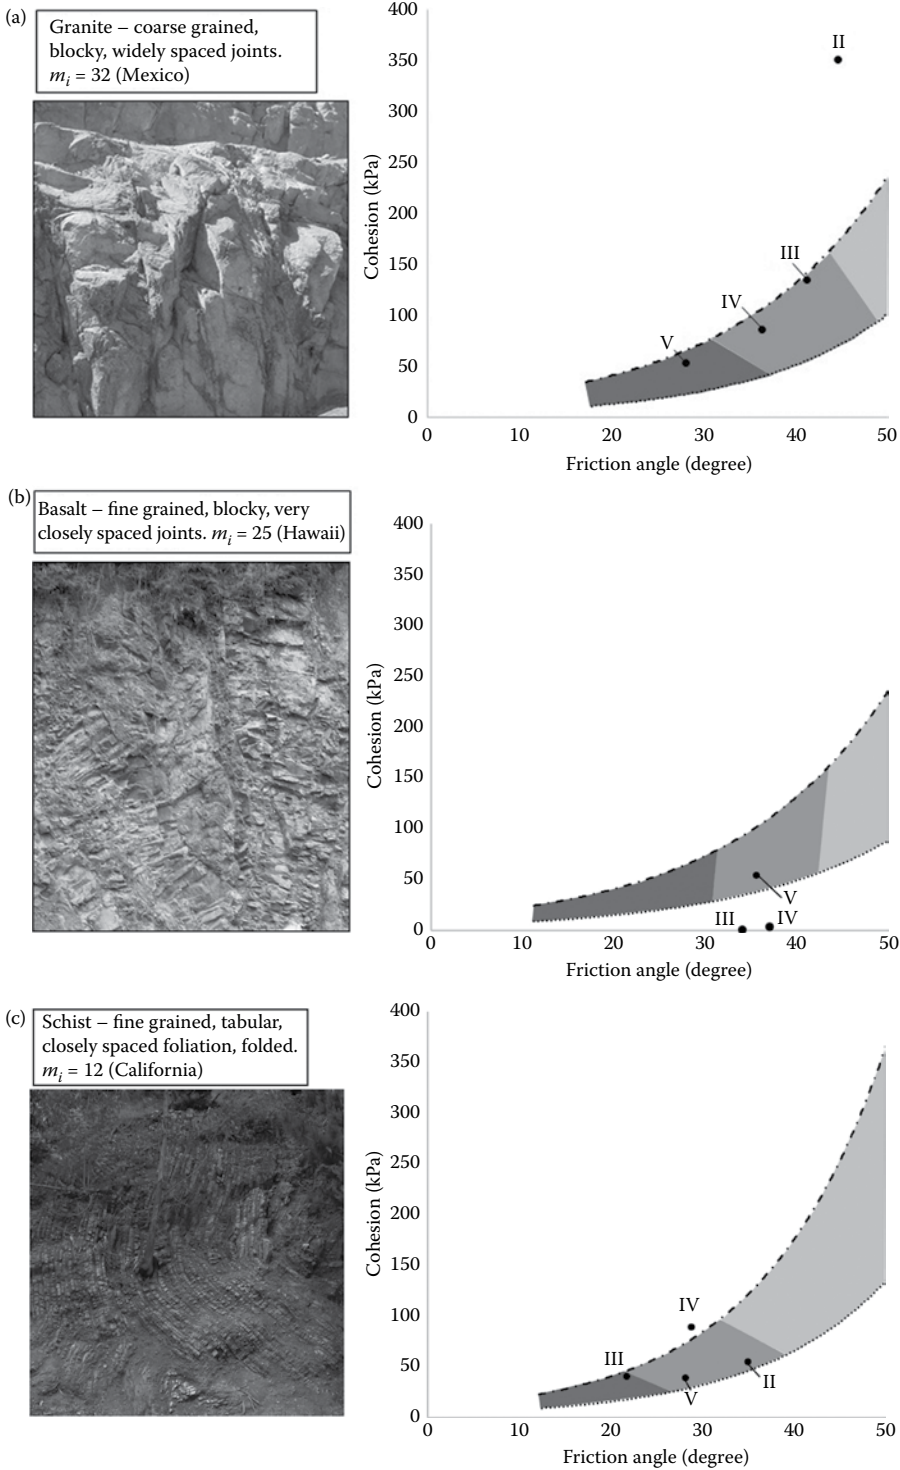 (a)
Granite – coarse grained,
blocky, widely spaced joints.
mi = 32 (Mexico)
Cohesion (kPa)
400
350
300
250
200
150
100
50
0
II
III
IV
V
0 10 20 30 40 50
Friction angle (degree)
(b)
Basalt – fine grained, blocky, very
closely spaced joints. mi = 25 (Hawaii)
Cohesion (kPa)
400
350
300
250
200
150
100
50
0
V
III
IV
0 10 20 30 40 50
Friction angle (degree)
(c)
Schist – fine grained, tabular,
closely spaced foliation, folded.
mi = 12 (California)
Cohesion (kPa)
400
350
300
250
200
150
100
50
0
IV
III
II
V
0 10 20 30 40 50
Friction angle (degree)